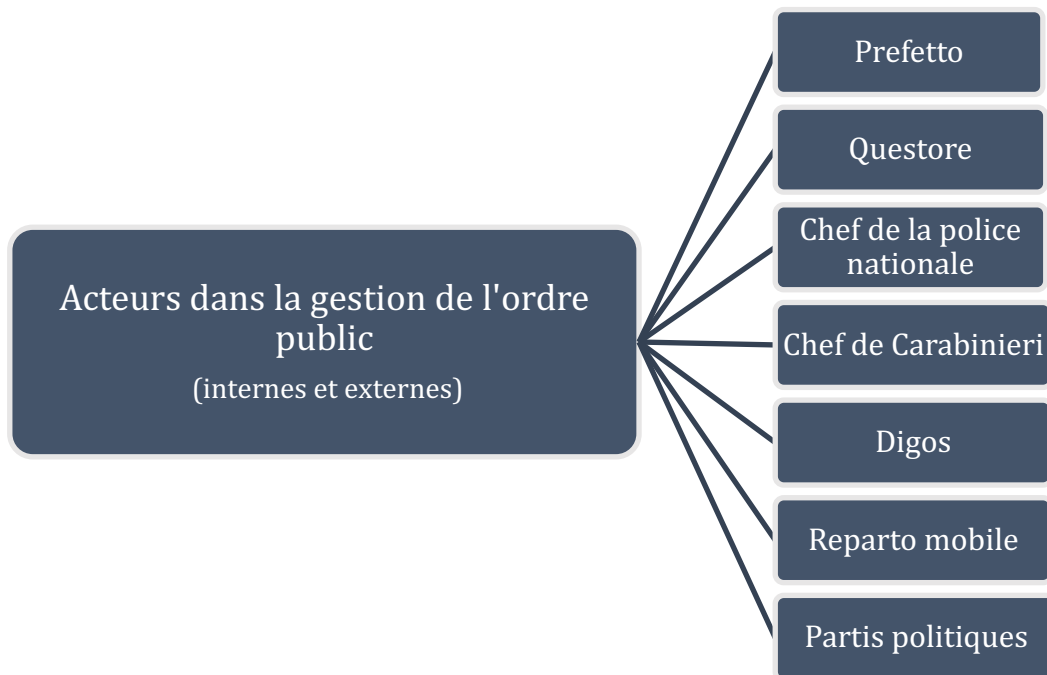 Acteurs dans la gestion de l'ordre
public
(internes et externes)
Prefetto
Questore
Chef de la police
nationale
Chef de Carabinieri
Digos
Reparto mobile
Partis politiques